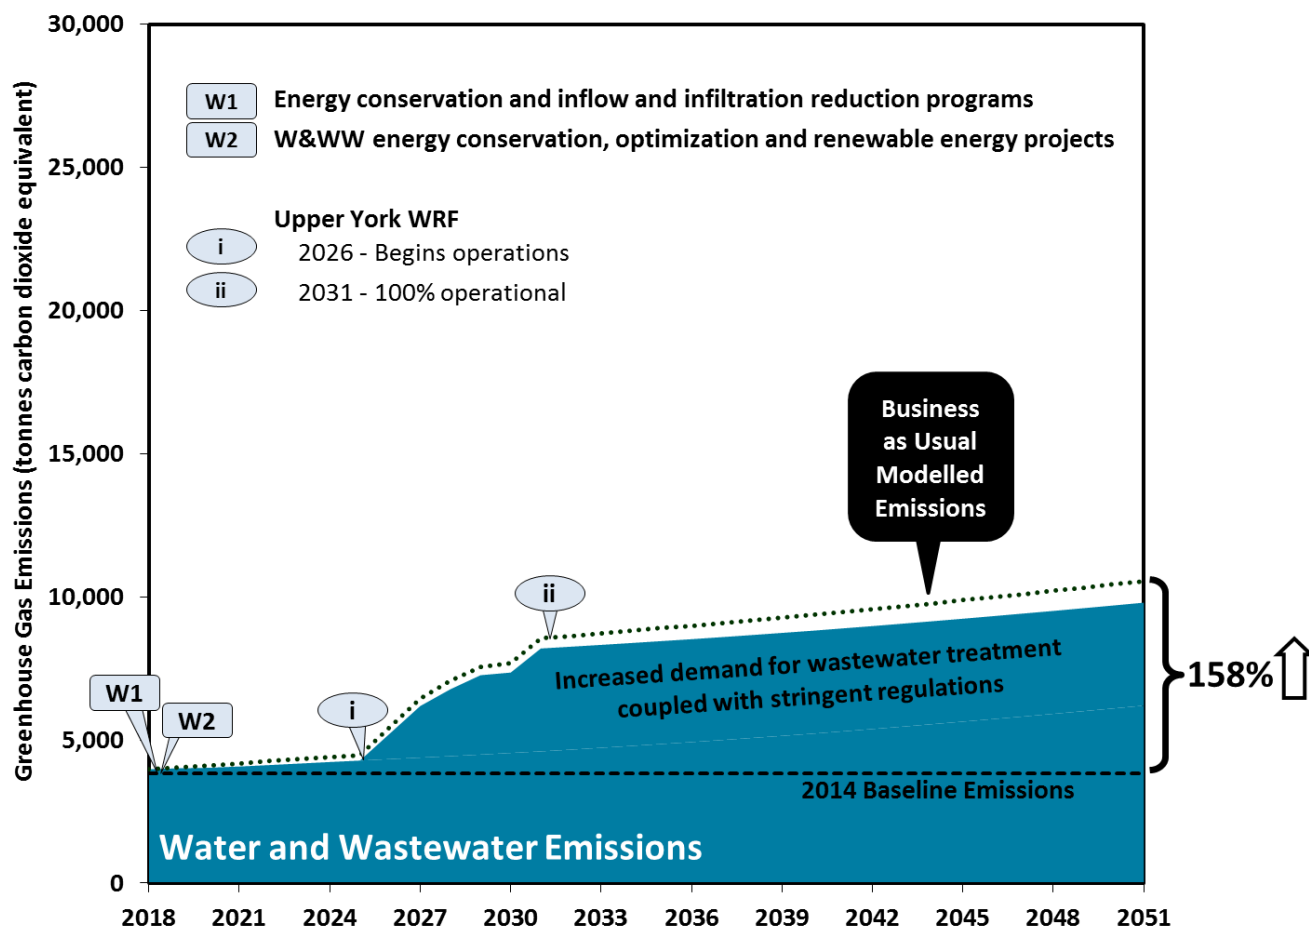 Greenhouse Gas Emissions (tonnes carbon dioxide equivalent)
30,000
25,000
20,000
15,000
10,000
5,000
0
W1 Energy conservation and inflow and infiltration reduction programs
W2 W&WW energy conservation, optimization and renewable energy projects
Upper York WRF
i 2026 - Begins operations
ii 2031 - 100% operational
Business
as Usual
Modelled
Emissions
ii
W1
W2
i
Increased demand for wastewater treatment
coupled with stringent regulations
158%
2014 Baseline Emissions
Water and Wastewater Emissions
2018 2021 2024 2027 2030 2033 2036 2039 2042 2045 2048 2051